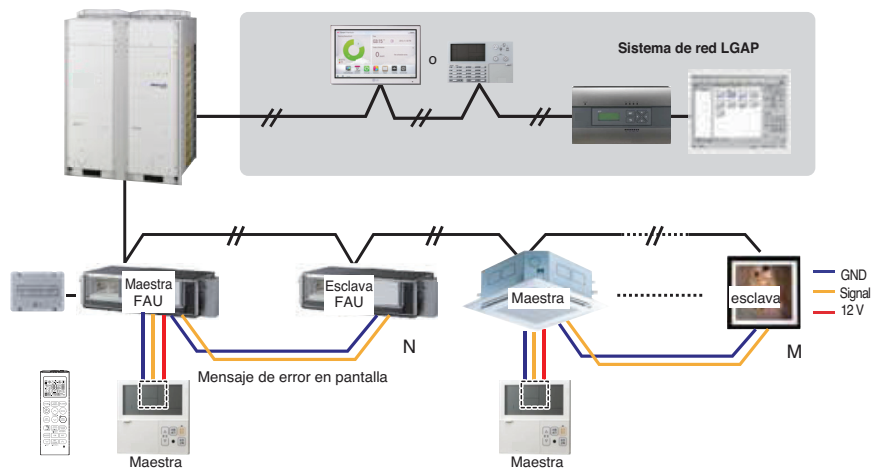 Sistema de red LGAP
o
Maestra
FAU
Esclava
FAU
Maestra
esclava
GND
Signal
12 V
N
M
Mensaje de error en pantalla
Maestra
Maestra